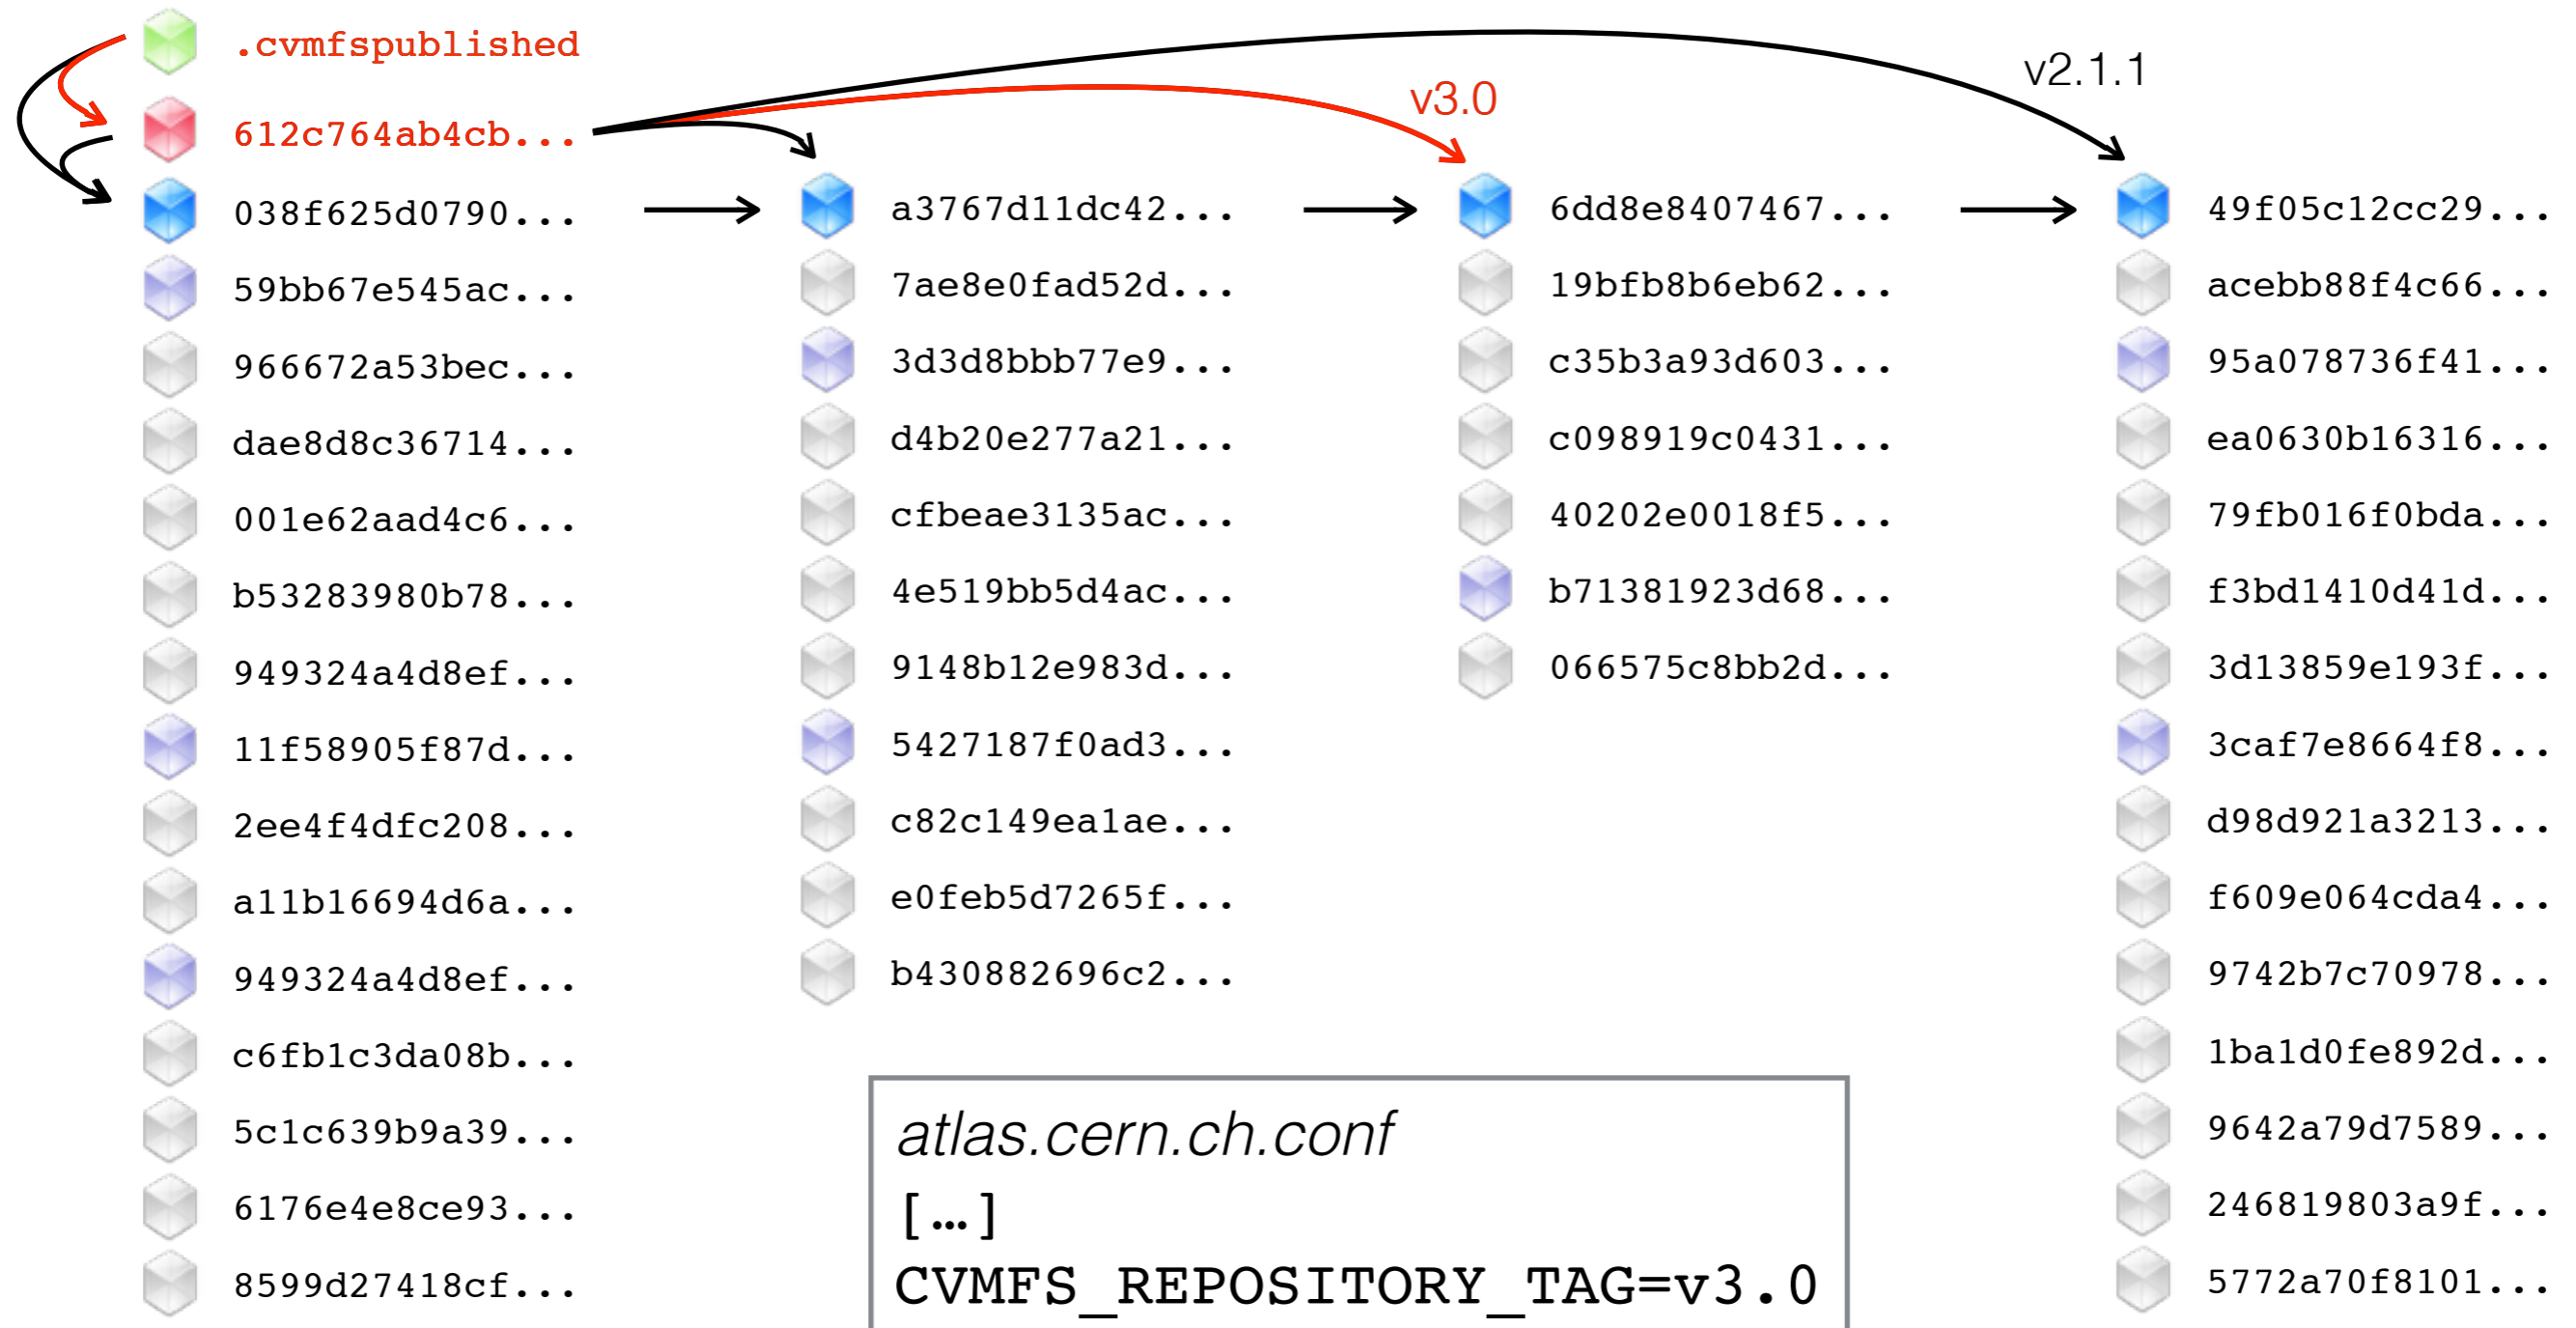 .cvmfspublished
v3.0
v2.1.1
612c764ab4cb...
038f625d0790...
59bb67e545ac...
966672a53bec...
dae8d8c36714...
001e62aad4c6...
b53283980b78...
949324a4d8ef...
11f58905f87d...
2ee4f4dfc208...
a11b16694d6a...
949324a4d8ef...
c6fb1c3da08b...
5c1c639b9a39...
6176e4e8ce93...
8599d27418cf...
a3767d11dc42...
7ae8e0fad52d...
3d3d8bbb77e9...
d4b20e277a21...
cfbeae3135ac...
4e519bb5d4ac...
9148b12e983d...
5427187f0ad3...
c82c149ea1ae...
e0feb5d7265f...
b430882696c2...
6dd8e8407467...
19bfb8b6eb62...
c35b3a93d603...
c098919c0431...
40202e0018f5...
b71381923d68...
066575c8bb2d...
49f05c12cc29...
acebb88f4c66...
95a078736f41...
ea0630b16316...
79fb016f0bda...
f3bd1410d41d...
3d13859e193f...
3caf7e8664f8...
d98d921a3213...
f609e064cda4...
9742b7c70978...
1ba1d0fe892d...
9642a79d7589...
246819803a9f...
5772a70f8101...
atlas.cern.ch.conf
[…]
CVMFS_REPOSITORY_TAG=v3.0